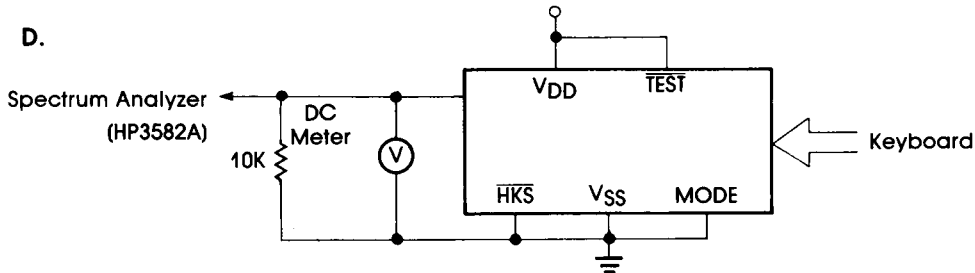 D.
VDD
TEST
Spectrum Analyzer
(HP3582A)
DC
Meter
10K
V
Keyboard
HKS
VSS
MODE